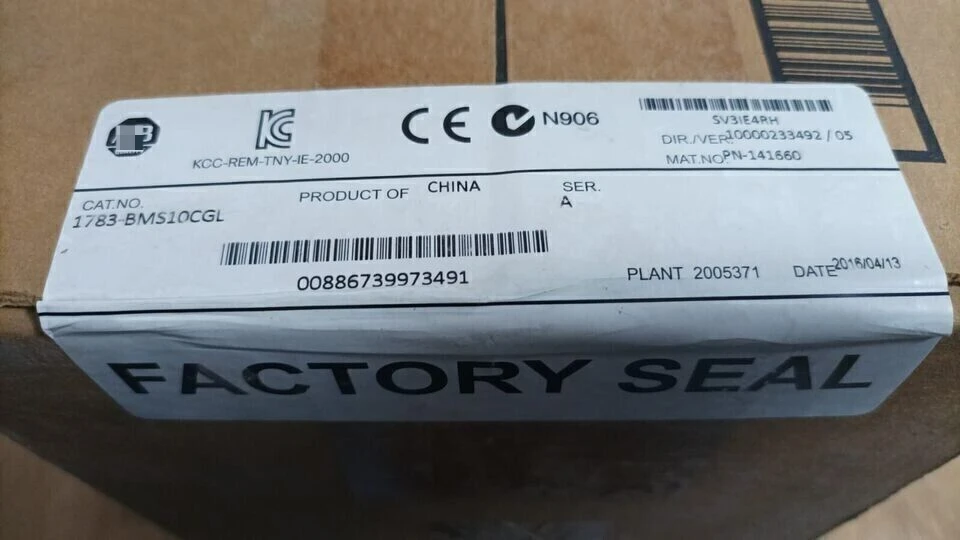 KCC-REM-TNY-IE-2000
CE
N906
SV3IE4RH
DIR./VER. 10000233492 / 05
MAT.NO. PN-141660
CAT.NO.
1783-BMS10CGL
PRODUCT OF CHINA
SER.
A
00886739973491
PLANT 2005371
DATE 2016/04/13
FACTORY SEAL